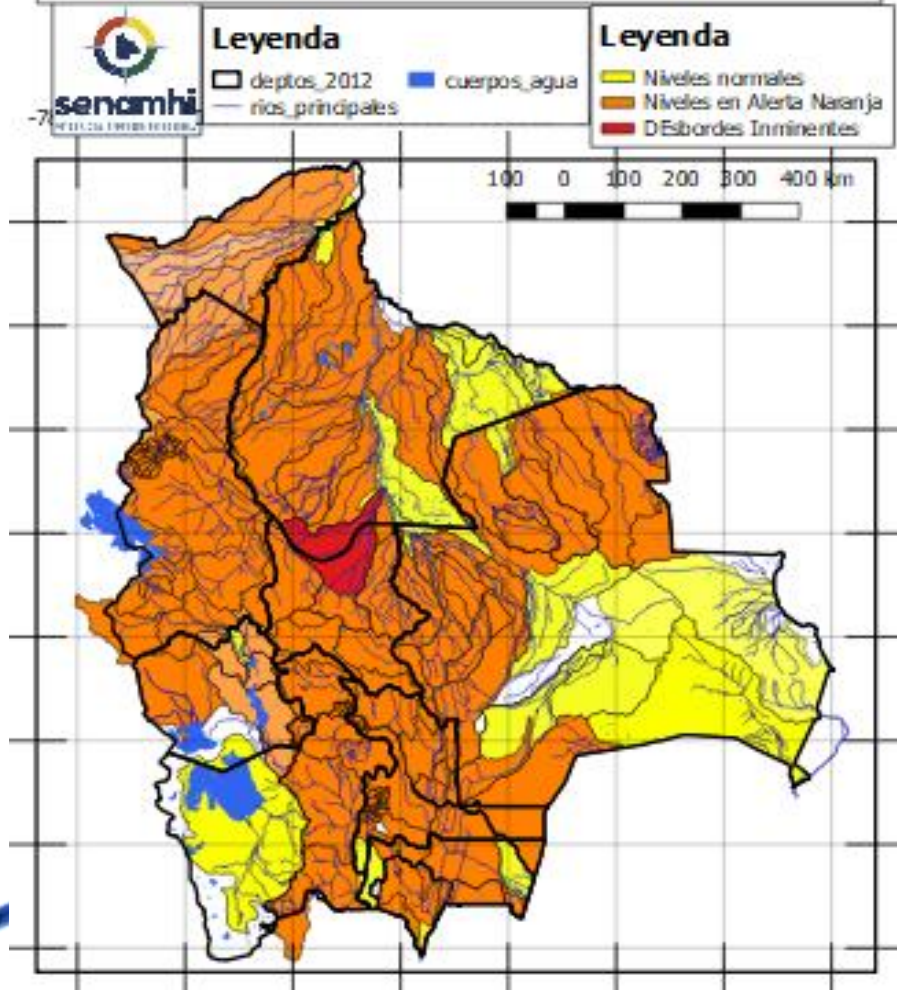 Leyenda
deptos_2012
cuerpos_agua
rios_principales
senamhi
Leyenda
Niveles normales
Niveles en Alerta Naranja
DEsbordes Inminentes
100 0 100 200 300 400 km